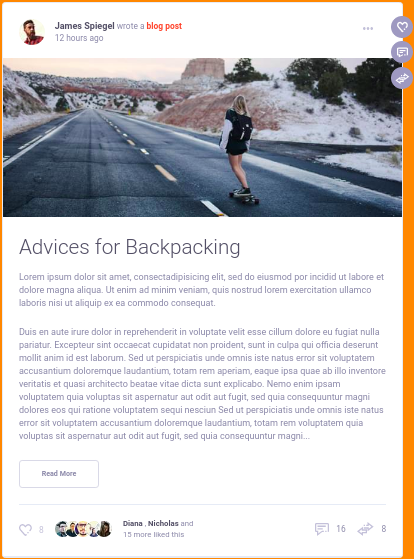 James Spiegel wrote a blog post
12 hours ago
Advices for Backpacking
Lorem ipsum dolor sit amet, consectadipisicing elit, sed do eiusmod por incidid ut labore et
dolore magna aliqua. Ut enim ad minim veniam, quis nostrud lorem exercitation ullamco
laboris nisi ut aliquip ex ea commodo consequat.
Duis en aute irure dolor in reprehenderit in voluptate velit esse cillum dolore eu fugiat nulla
pariatur. Excepteur sint occaecat cupidatat non proident, sunt in culpa qui officia deserunt
mollit anim id est laborum. Sed ut perspiciatis unde omnis iste natus error sit voluptatem
accusantium doloremque laudantium, totam rem aperiam, eaque ipsa quae ab illo inventore
veritatis et quasi architecto beatae vitae dicta sunt explicabo. Nemo enim ipsam
voluptatem quia voluptas sit aspernatur aut odit aut fugit, sed quia consequuntur magni
dolores eos qui ratione voluptatem sequi nesciun Sed ut perspiciatis unde omnis iste natus
error sit voluptatem accusantium doloremque laudantium, totam rem voluptatem quia
voluptas sit aspernatur aut odit aut fugit, sed quia consequuntur magni...
Read More
8
Diana , Nicholas and
15 more liked this
16
8